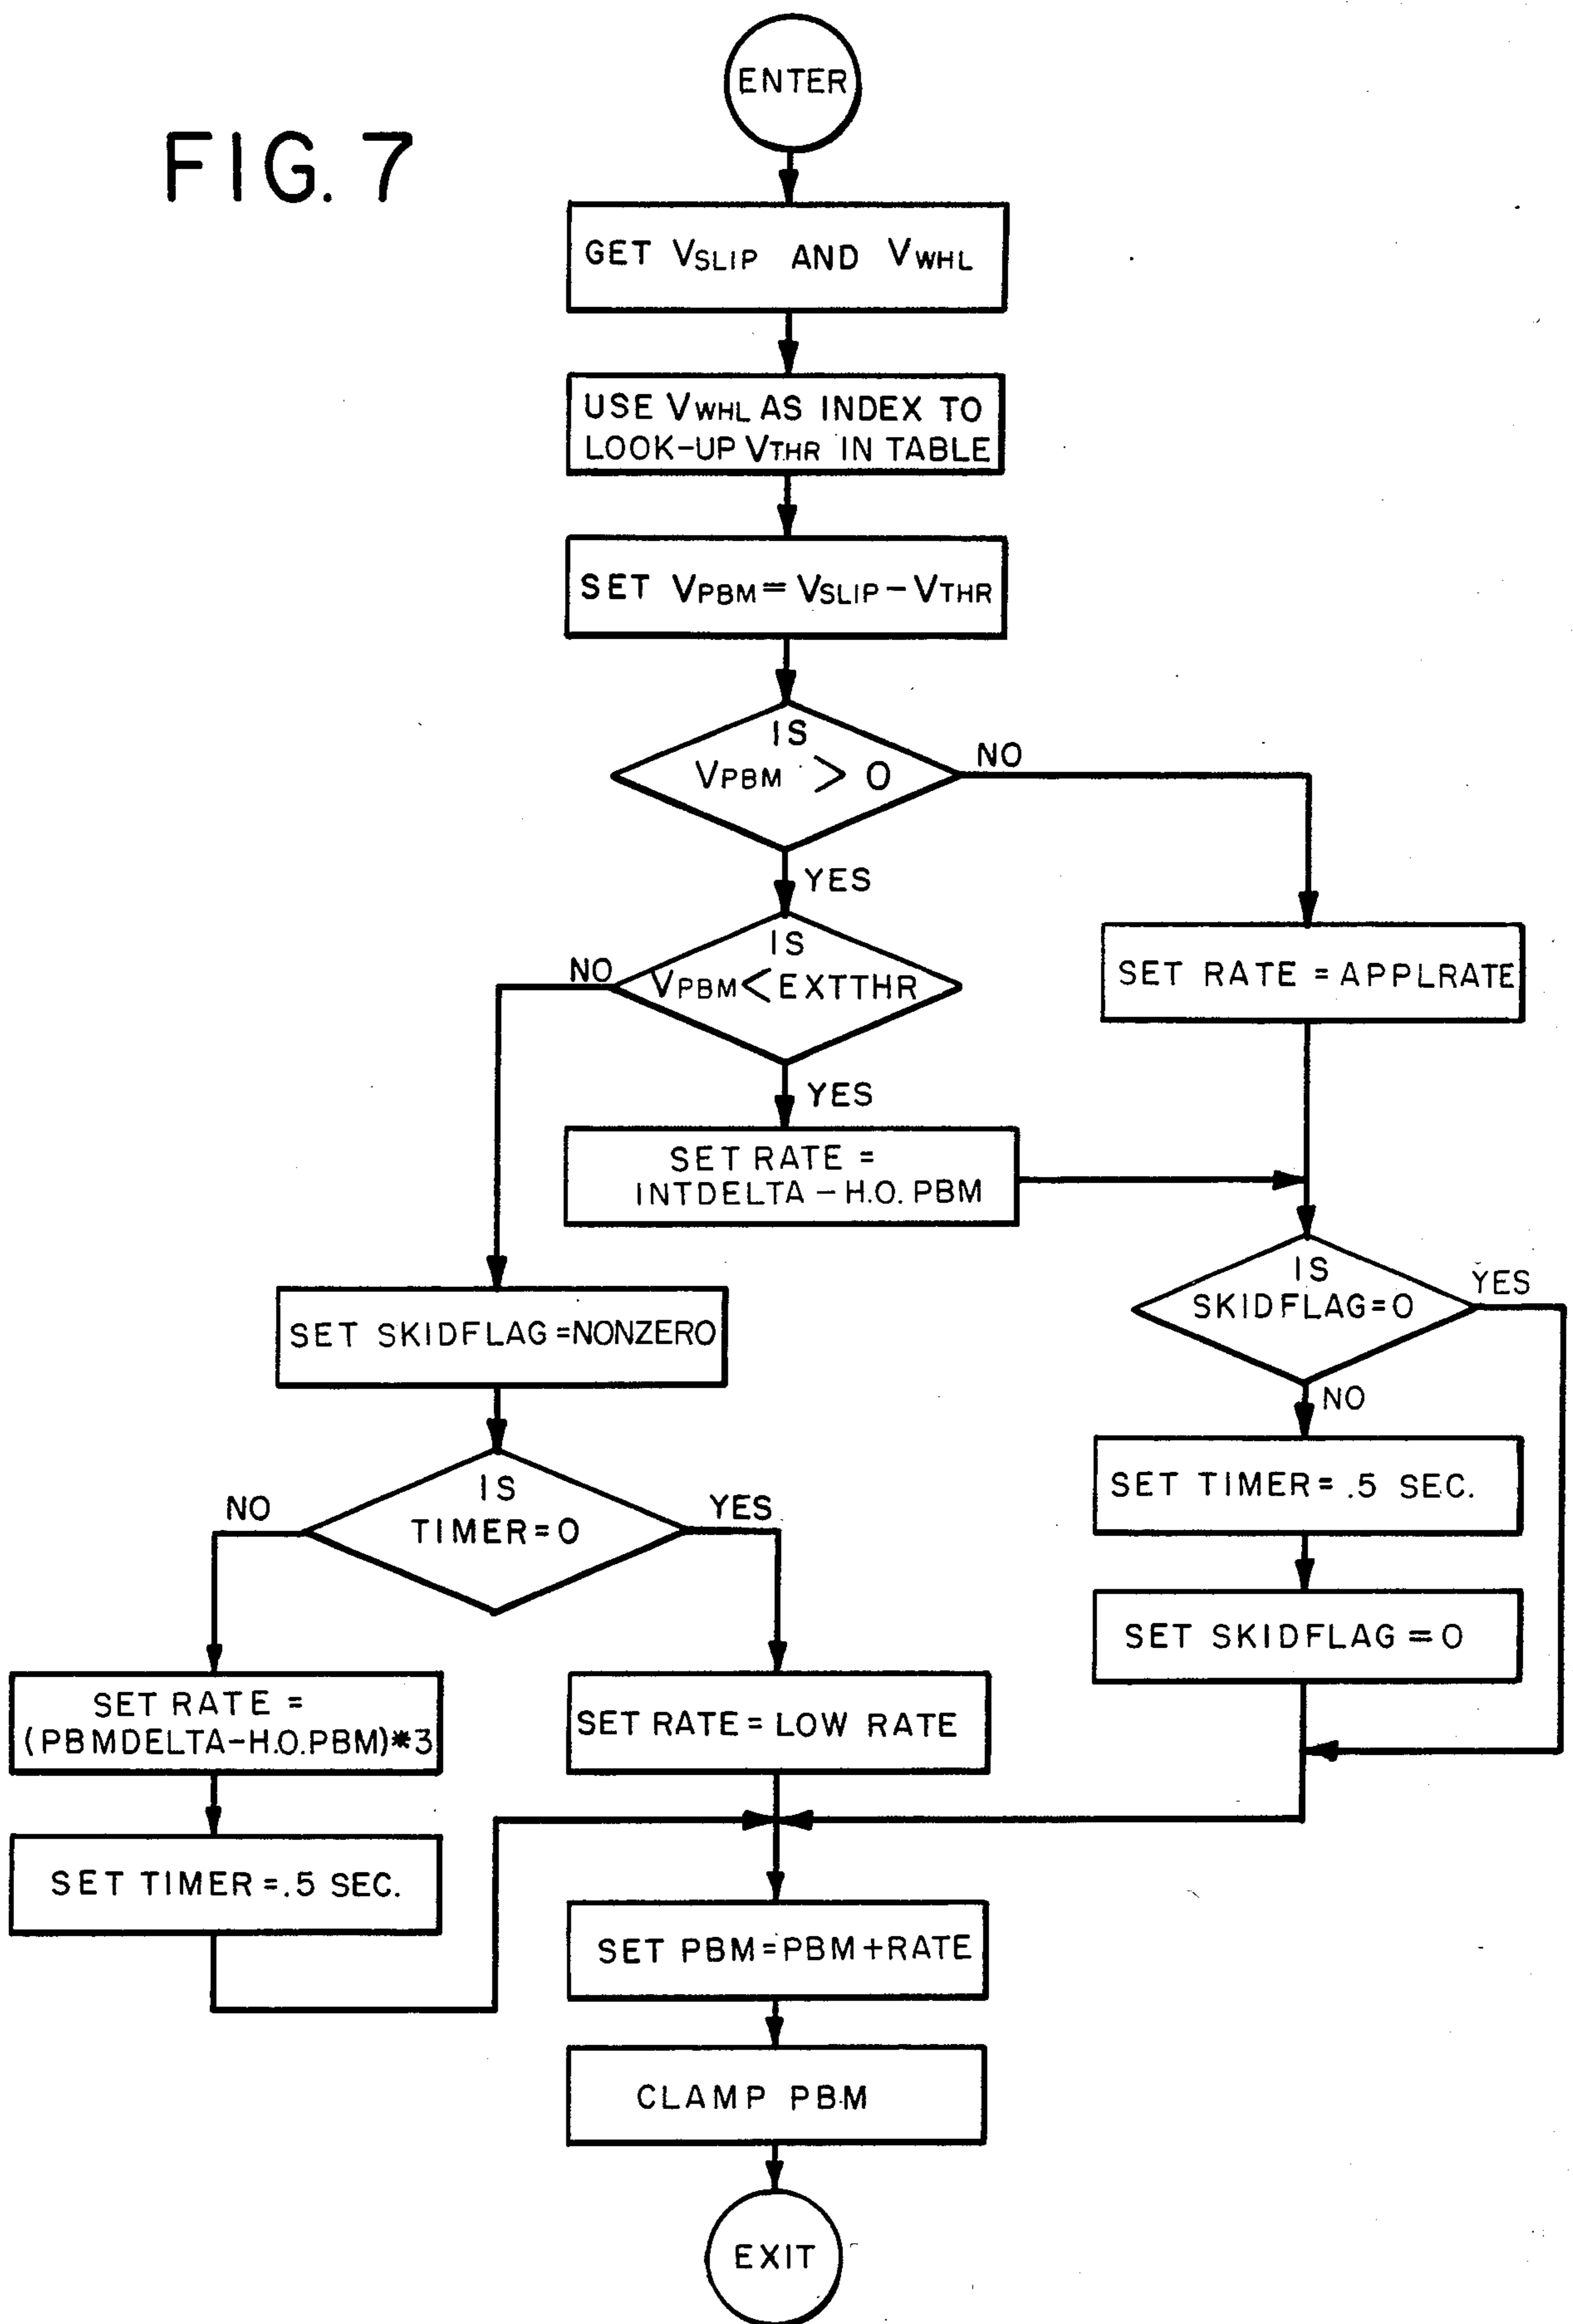 ENTER
FIG. 7
GET VSLIP AND VWHL
USE VWHL AS INDEX TO
LOOK-UP VTHR IN TABLE
SET VPBM = VSLIP - VTHR
IS
VPBM > 0
NO
YES
IS
VPBM < EXTTHR
NO
SET RATE = APPLRATE
YES
SET RATE =
INTDELTA - H.O. PBM
IS
SKIDFLAG=0
YES
SET SKIDFLAG =NONZERO
NO
IS
TIMER=0
NO
YES
SET TIMER = .5 SEC.
SET SKIDFLAG = 0
SET RATE =
(PBMDELTA-H.O.PBM)*3
SET RATE = LOW RATE
SET TIMER =.5 SEC.
SET PBM=PBM+RATE
CLAMP PBM
EXIT